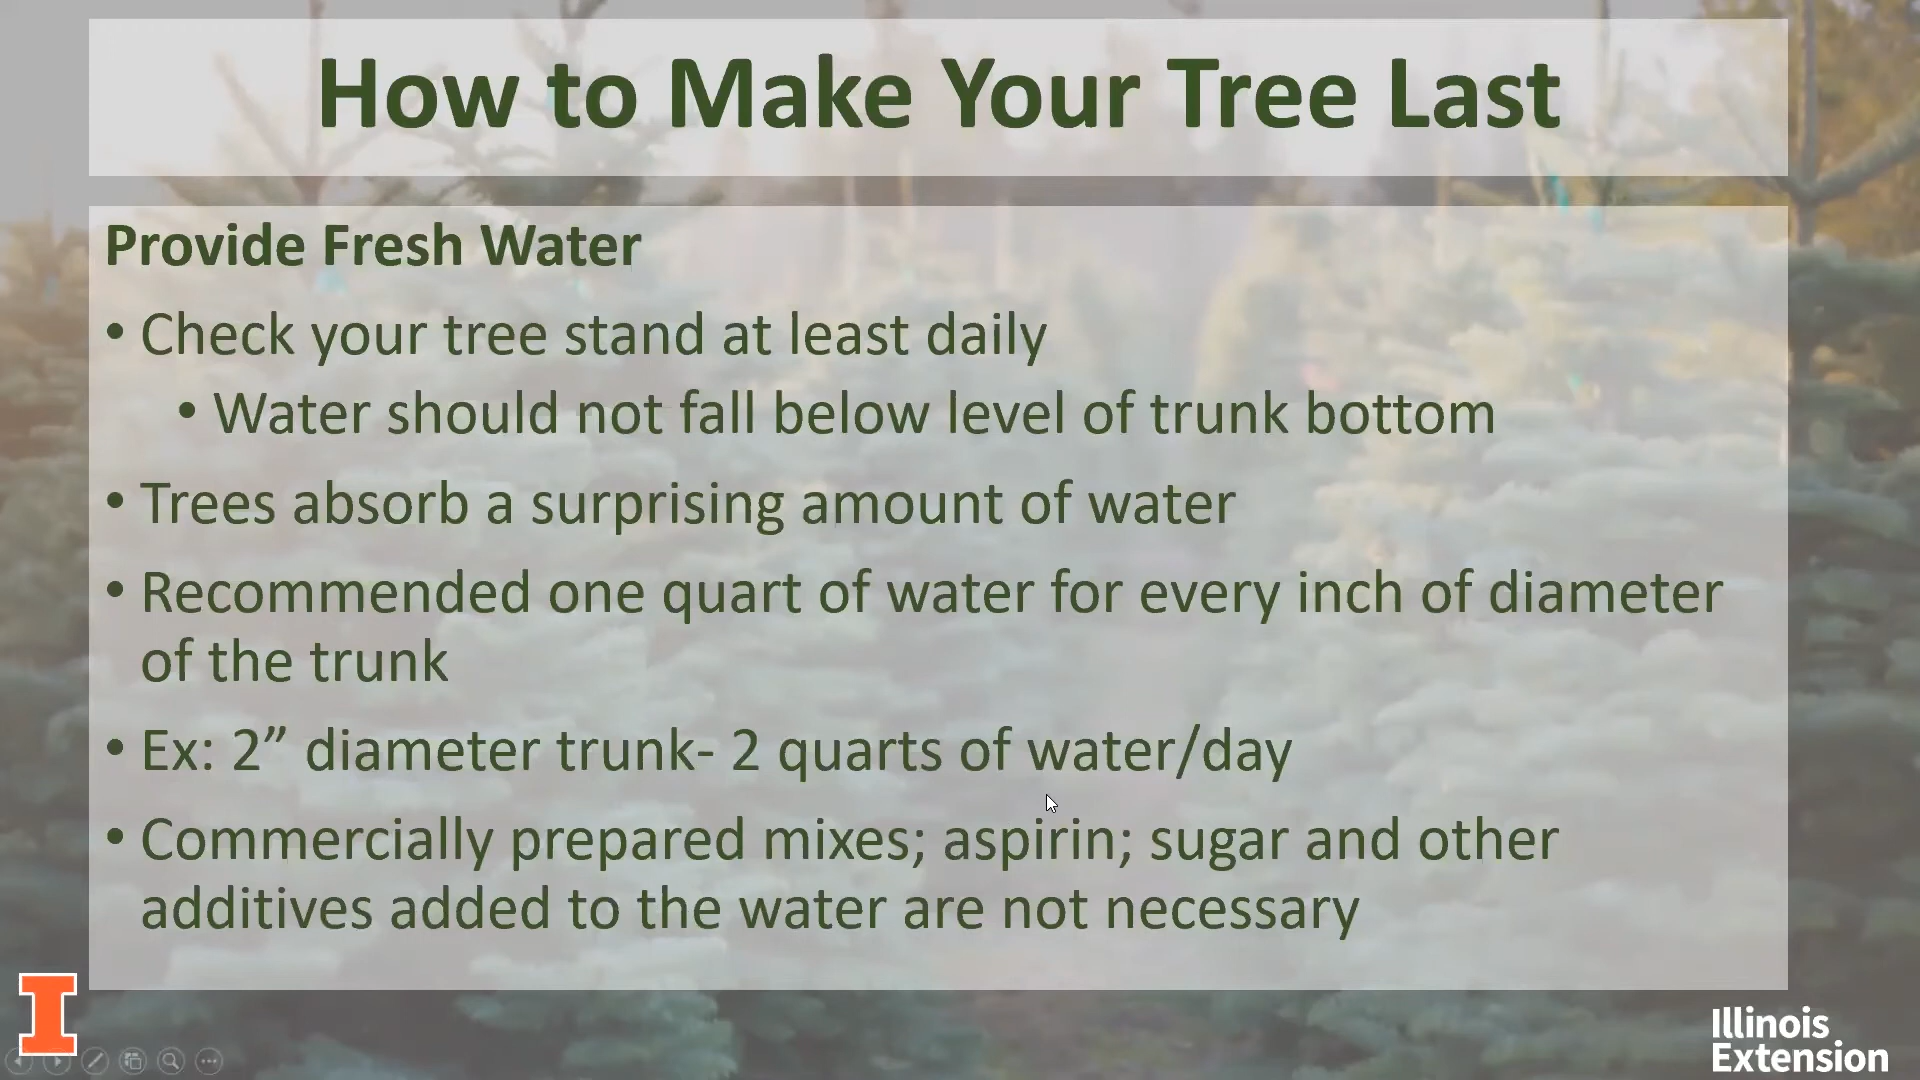 How to Make Your Tree Last
Provide Fresh Water
• Check your tree stand at least daily
• Water should not fall below level of trunk bottom
• Trees absorb a surprising amount of water
• Recommended one quart of water for every inch of diameter
of the trunk
• Ex: 2” diameter trunk- 2 quarts of water/day
• Commercially prepared mixes; aspirin; sugar and other
additives added to the water are not necessary
I
Illinois
Extension